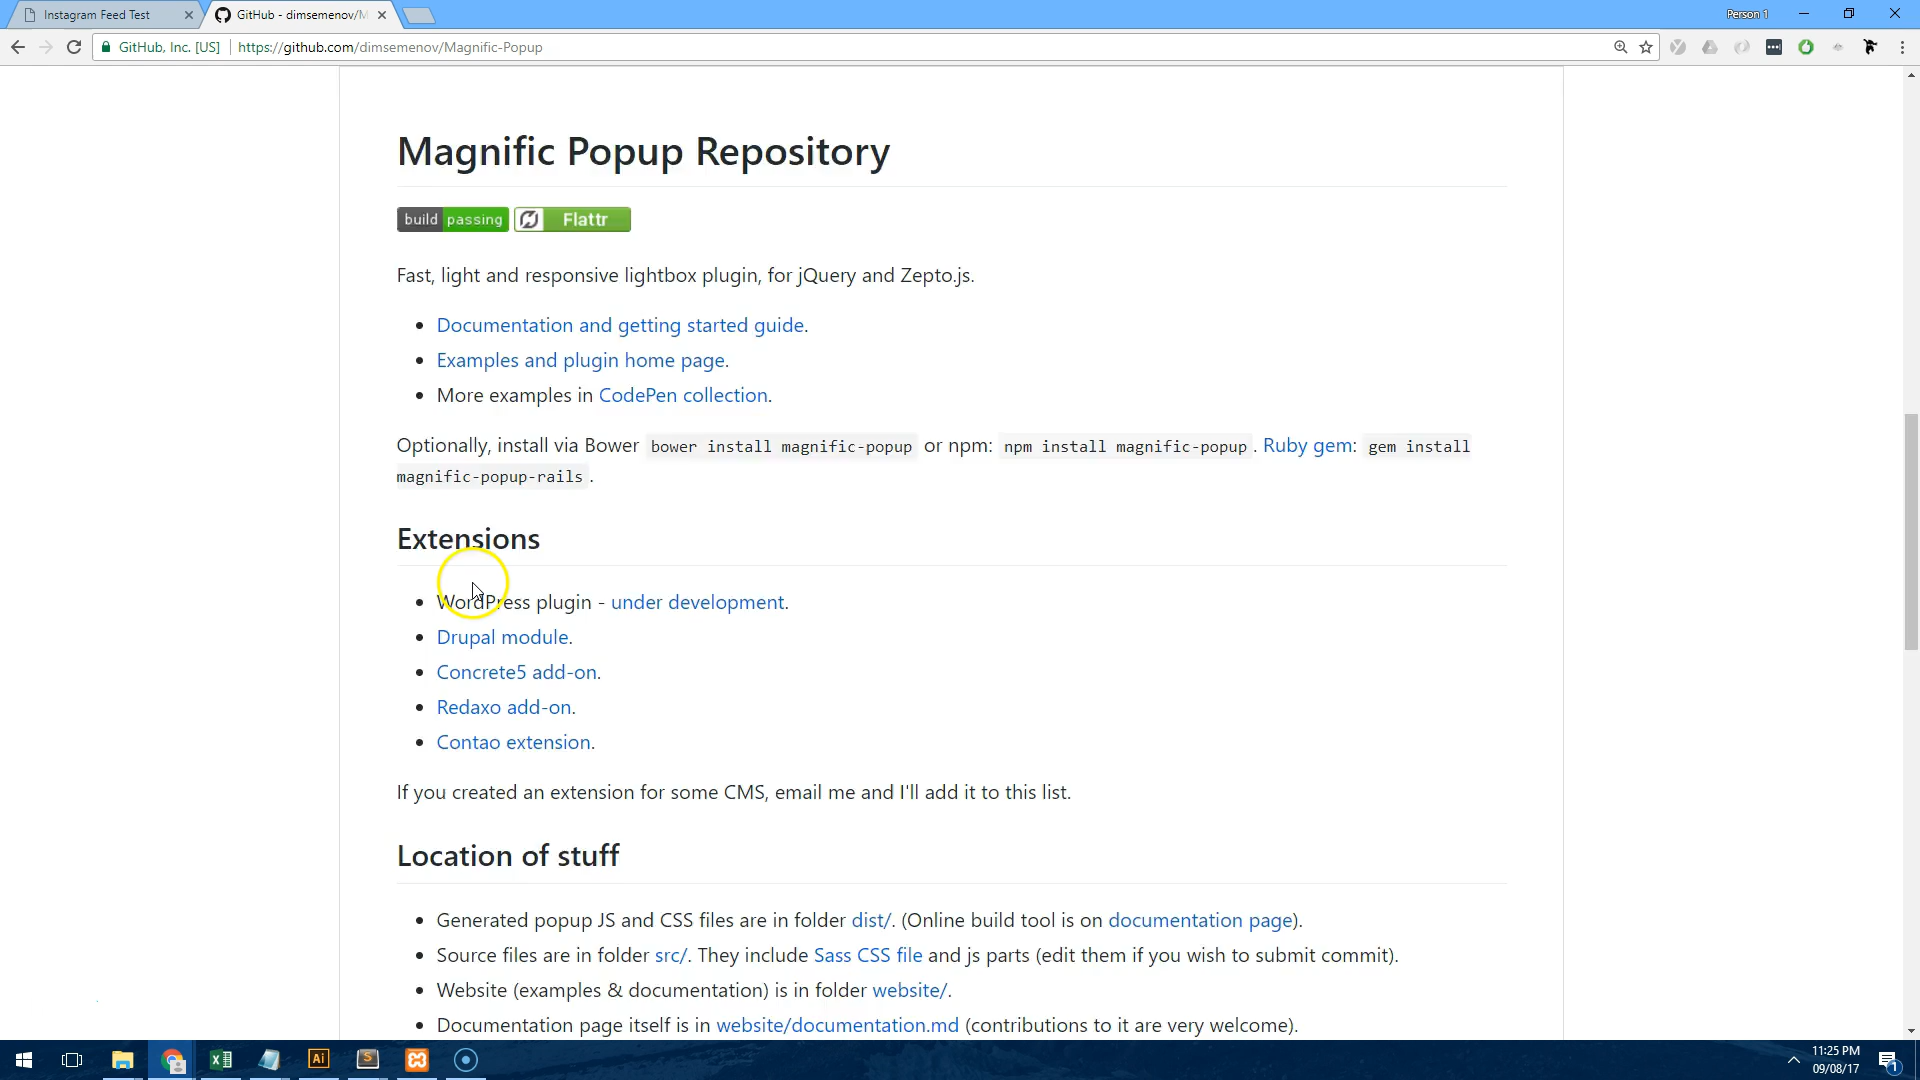 Instagram Feed Test
GitHub - dimsemenov/M
Person 1
GitHub, Inc. [US]
https://github.com/dimsemenov/Magnific-Popup
Magnific Popup Repository
build passing
Flattr
Fast, light and responsive lightbox plugin, for jQuery and Zepto.js.
Documentation and getting started guide.
Examples and plugin home page.
More examples in CodePen collection.
Optionally, install via Bower bower install magnific-popup or npm: npm install magnific-popup . Ruby gem: gem install
magnific-popup-rails .
Extensions
WordPress plugin - under development.
Drupal module.
Concrete5 add-on.
Redaxo add-on.
Contao extension.
If you created an extension for some CMS, email me and I'll add it to this list.
Location of stuff
Generated popup JS and CSS files are in folder dist/. (Online build tool is on documentation page).
Source files are in folder src/. They include Sass CSS file and js parts (edit them if you wish to submit commit).
Website (examples & documentation) is in folder website/.
Documentation page itself is in website/documentation.md (contributions to it are very welcome).
Ai
S
11:25 PM
09/08/17
1